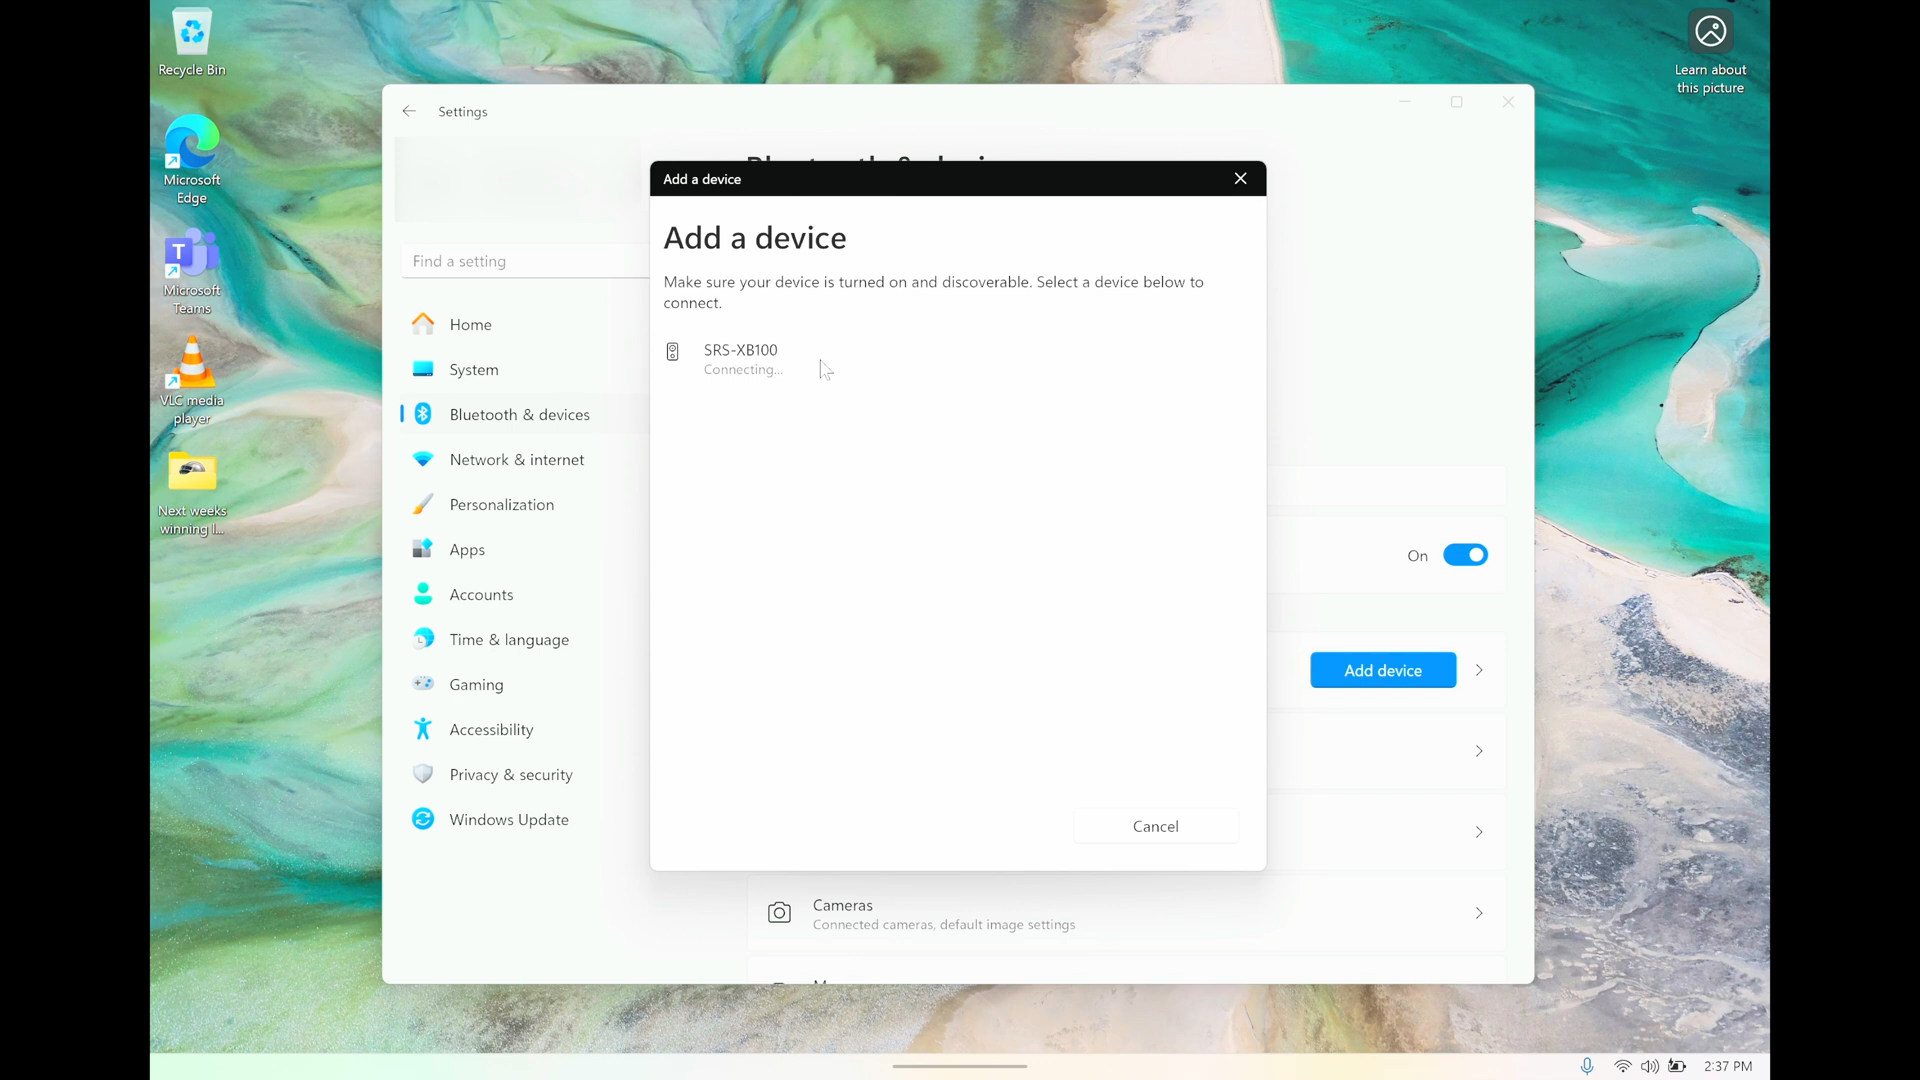 Recycle Bin
Learn about
this picture
Microsoft
Edge
Microsoft
Teams
VLC media
player
Next weeks
winning l...
Settings
Find a setting
Home
System
Bluetooth & devices
Network & internet
Personalization
Apps
Accounts
Time & language
Gaming
Accessibility
Privacy & security
Windows Update
Add a device
Add a device
Make sure your device is turned on and discoverable. Select a device below to
connect.
SRS-XB100
Connecting...
Cancel
On
Add device
Cameras
Connected cameras, default image settings
2:37 PM